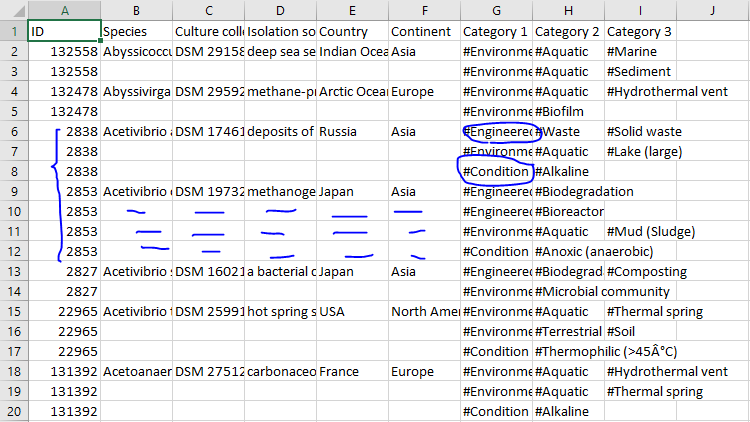 A B C D E F G H I J
1 ID Species Culture coll Isolation so Country Continent Category 1 Category 2 Category 3
2 132558 Abyssicoccu DSM 29158 deep sea se Indian Ocea Asia #Environme #Aquatic #Marine
3 132558 #Environme #Aquatic #Sediment
4 132478 Abyssivirga DSM 29592 methane-p Arctic Ocea Europe #Environme #Aquatic #Hydrothermal vent
5 132478 #Environme #Biofilm
6 2838 Acetivibrio a DSM 17461 deposits of Russia Asia #Engineered #Waste #Solid waste
7 2838 #Environme #Aquatic #Lake (large)
8 2838 #Condition #Alkaline
9 2853 Acetivibrio DSM 19732 methanoge Japan Asia #Engineered #Biodegradation
10 2853 #Engineered #Bioreactor
11 2853 #Environme #Aquatic #Mud (Sludge)
12 2853 #Condition #Anoxic (anaerobic)
13 2827 Acetivibrio s DSM 16021 a bacterial c Japan Asia #Engineered #Biodegrad #Composting
14 2827 #Environme #Microbial community
15 22965 Acetivibrio t DSM 25991 hot spring s USA North Amer #Environme #Aquatic #Thermal spring
16 22965 #Environme #Terrestrial #Soil
17 22965 #Condition #Thermophilic (>45Â°C)
18 131392 Acetoanaer DSM 27512 carbonaceo France Europe #Environme #Aquatic #Hydrothermal vent
19 131392 #Environme #Aquatic #Thermal spring
20 131392 #Condition #Alkaline